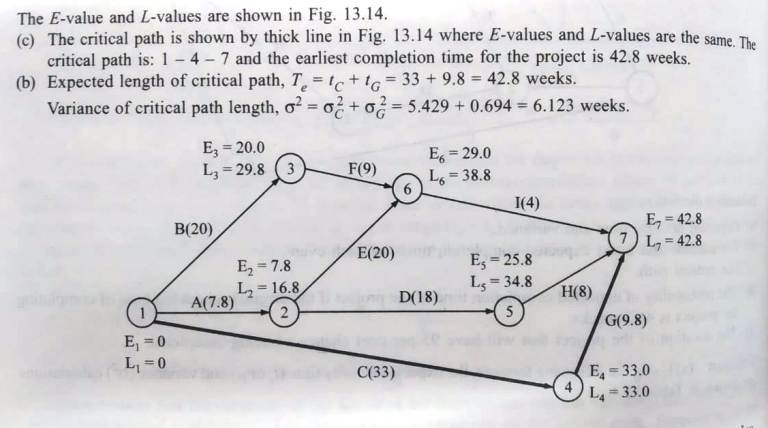 The E-value and L-values are shown in Fig. 13.14.
(c) The critical path is shown by thick line in Fig. 13.14 where E-values and L-values are the same. The
critical path is: 1 – 4 – 7 and the earliest completion time for the project is 42.8 weeks.
(b) Expected length of critical path, Tₑ = t_C + t_G = 33 + 9.8 = 42.8 weeks.
Variance of critical path length, σ² = σ²_C + σ²_G = 5.429 + 0.694 = 6.123 weeks.
E₃ = 20.0
L₃ = 29.8
3
F(9)
E₆ = 29.0
L₆ = 38.8
6
I(4)
B(20)
E₇ = 42.8
L₇ = 42.8
7
E(20)
E₂ = 7.8
L₂ = 16.8
E₅ = 25.8
L₅ = 34.8
A(7.8)
D(18)
H(8)
1
2
5
G(9.8)
E₁ = 0
L₁ = 0
C(33)
E₄ = 33.0
L₄ = 33.0
4